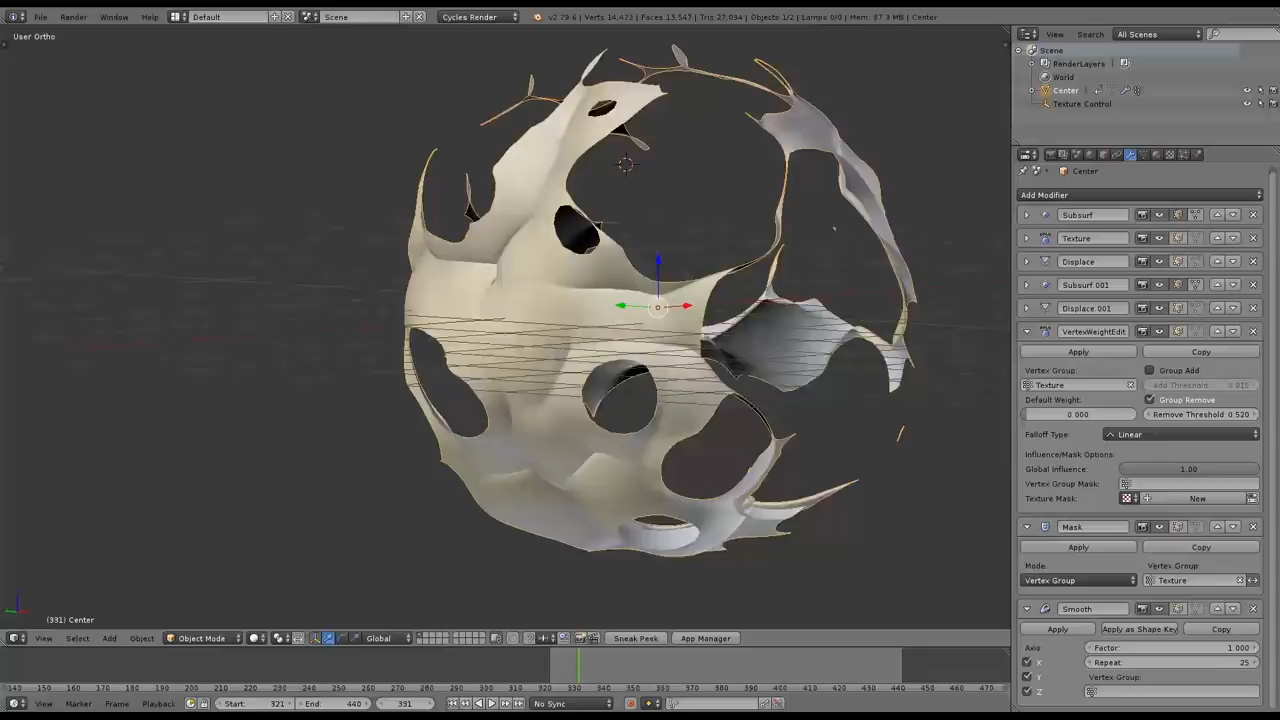 File Render Window Help Default Scene Cycles Render v2 79.6 | Verts 14,473 | Faces 13,547 | Tris 27,094 | Objects 1/2 | Lamps 0/0 | Mem: 87.3 MB | Center
User Ortho
(331) Center
View Select Add Object Object Mode Global Sneak Peek App Manager
140 150 160 170 180 190 200 210 220 230 240 250 260 270 280 290 300 310 320 330 340 350 360 370 380 390 400 410 420 430 440 450 460 470
View Marker Frame Playback Start: 321 End: 440 331 No Sync
View Search All Scenes
Scene
RenderLayers
World
Center
Texture Control
Center
Add Modifier
Subsurf
Texture
Displace
Subsurf.001
Displace.001
VertexWeightEdit
Apply Copy
Vertex Group: Group Add
Texture Add Threshold: 0.010
Default Weight: Group Remove
0.000 Remove Threshold 0.520
Falloff Type: Linear
Influence/Mask Options:
Global Influence: 1.00
Vertex Group Mask:
Texture Mask: New
Mask
Apply Copy
Mode: Vertex Group:
Vertex Group Texture
Smooth
Apply Apply as Shape Key Copy
Axis: Factor: 1.000
X Repeat: 25
Y Vertex Group:
Z